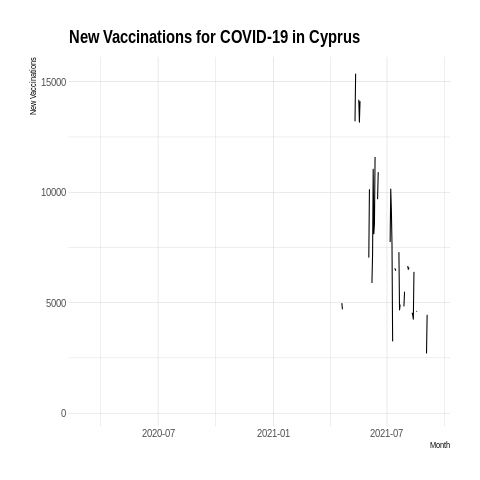 New Vaccinations for COVID-19 in Cyprus
New Vaccinations
15000
10000
5000
0
2020-07
2021-01
2021-07
Month